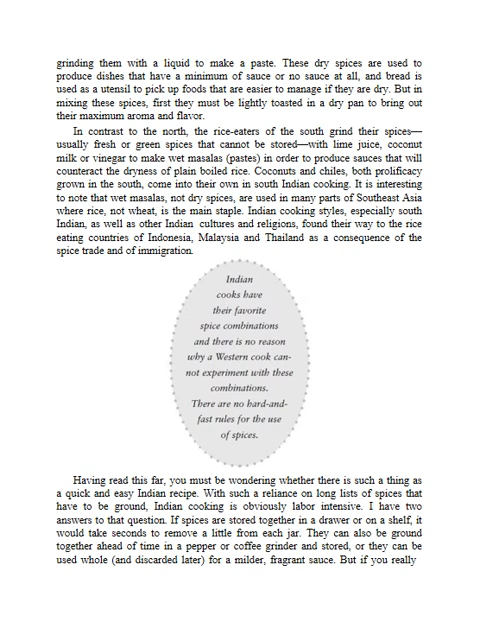 grinding them with a liquid to make a paste. These dry spices are used to
produce dishes that have a minimum of sauce or no sauce at all, and bread is
used as a utensil to pick up foods that are easier to manage if they are dry. But in
mixing these spices, first they must be lightly toasted in a dry pan to bring out
their maximum aroma and flavor.
In contrast to the north, the rice-eaters of the south grind their spices—
usually fresh or green spices that cannot be stored—with lime juice, coconut
milk or vinegar to make wet masalas (pastes) in order to produce sauces that will
counteract the dryness of plain boiled rice. Coconuts and chiles, both prolificacy
grown in the south, come into their own in south Indian cooking. It is interesting
to note that wet masalas, not dry spices, are used in many parts of Southeast Asia
where rice, not wheat, is the main staple. Indian cooking styles, especially south
Indian, as well as other Indian cultures and religions, found their way to the rice
eating countries of Indonesia, Malaysia and Thailand as a consequence of the
spice trade and of immigration.
Indian
cooks have
their favorite
spice combinations
and there is no reason
why a Western cook can-
not experiment with these
combinations.
There are no hard-and-
fast rules for the use
of spices.
Having read this far, you must be wondering whether there is such a thing as
a quick and easy Indian recipe. With such a reliance on long lists of spices that
have to be ground, Indian cooking is obviously labor intensive. I have two
answers to that question. If spices are stored together in a drawer or on a shelf, it
would take seconds to remove a little from each jar. They can also be ground
together ahead of time in a pepper or coffee grinder and stored, or they can be
used whole (and discarded later) for a milder, fragrant sauce. But if you really